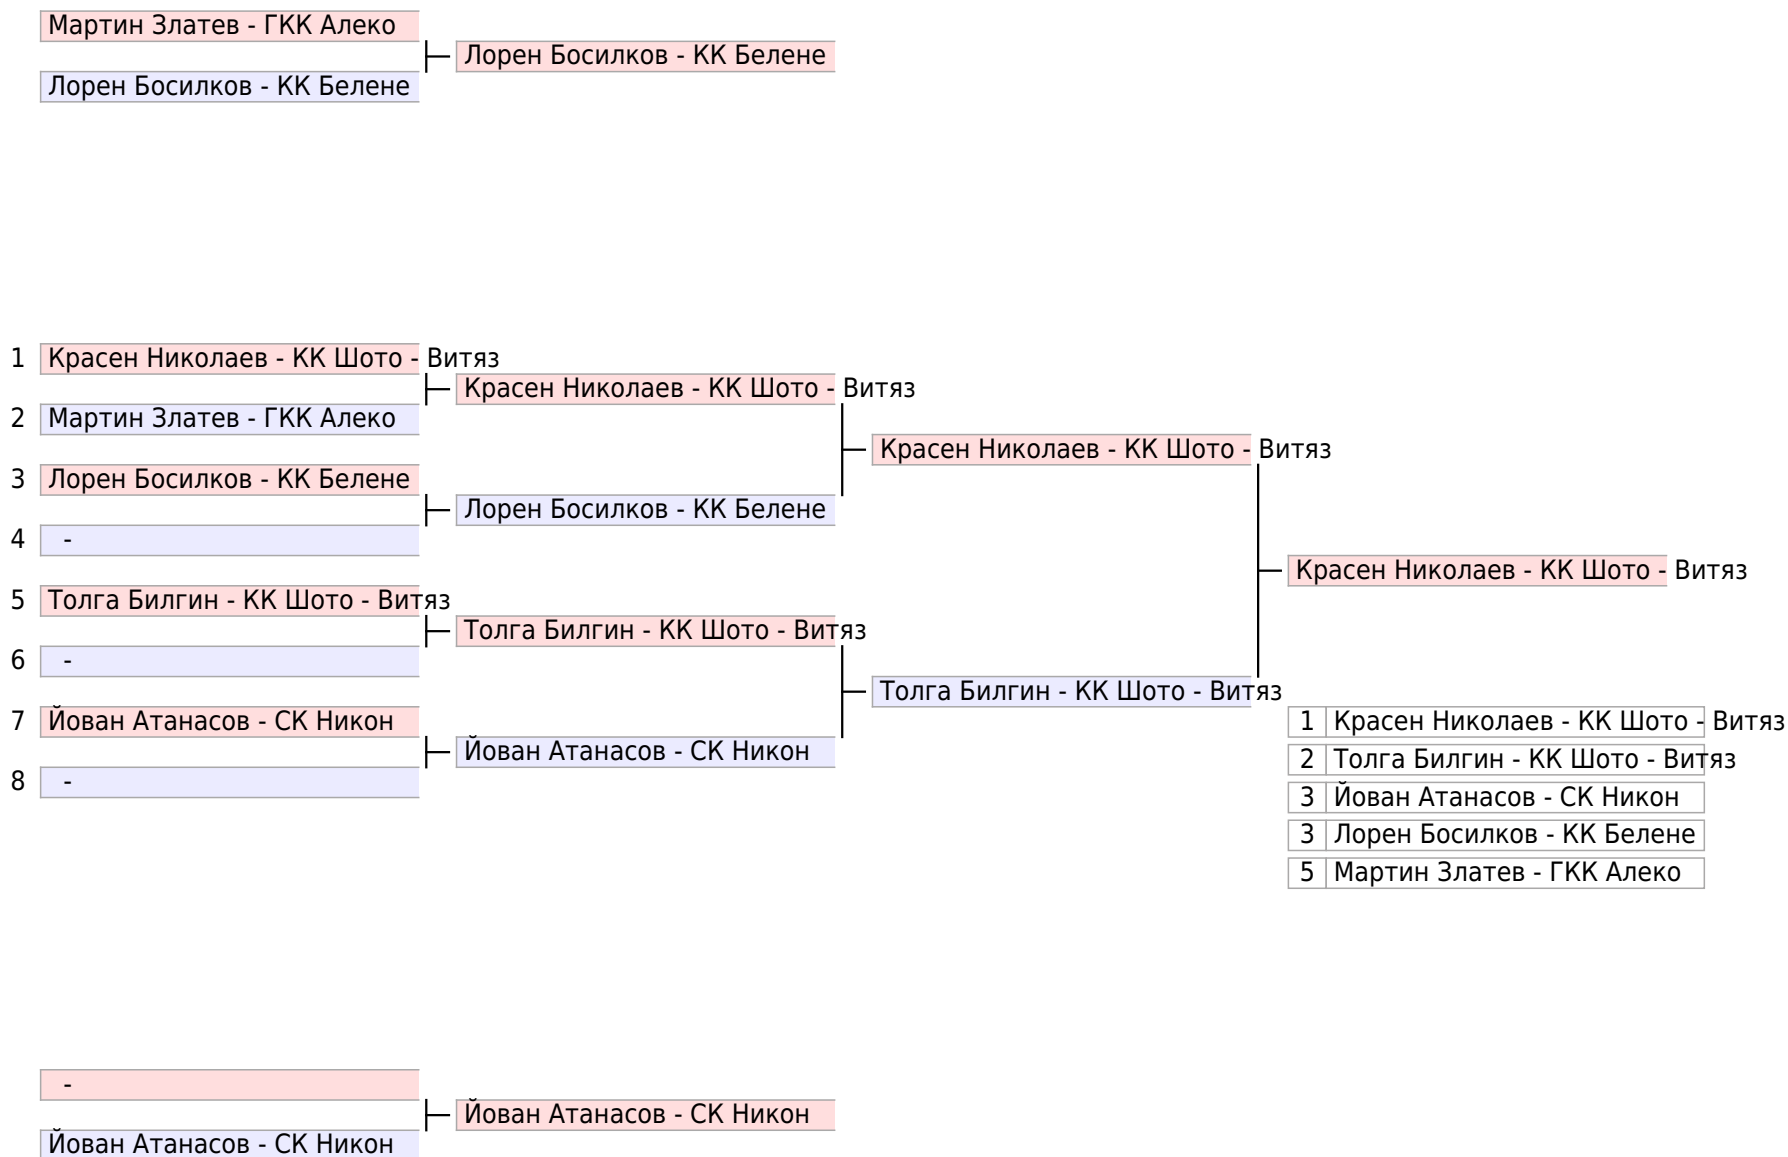 Мартин Златев - ГКК Алеко
Лорен Босилков - КК Белене
Лорен Босилков - КК Белене
1 Красен Николаев - КК Шото - Витяз
Красен Николаев - КК Шото - Витяз
2 Мартин Златев - ГКК Алеко
Красен Николаев - КК Шото - Витяз
3 Лорен Босилков - КК Белене
Лорен Босилков - КК Белене
4 -
Красен Николаев - КК Шото - Витяз
5 Толга Билгин - КК Шото - Витяз
Толга Билгин - КК Шото - Витяз
6 -
Толга Билгин - КК Шото - Витяз
7 Йован Атанасов - СК Никон
Йован Атанасов - СК Никон
8 -
1 Красен Николаев - КК Шото - Витяз
2 Толга Билгин - КК Шото - Витяз
3 Йован Атанасов - СК Никон
3 Лорен Босилков - КК Белене
5 Мартин Златев - ГКК Алеко
-
Йован Атанасов - СК Никон
Йован Атанасов - СК Никон